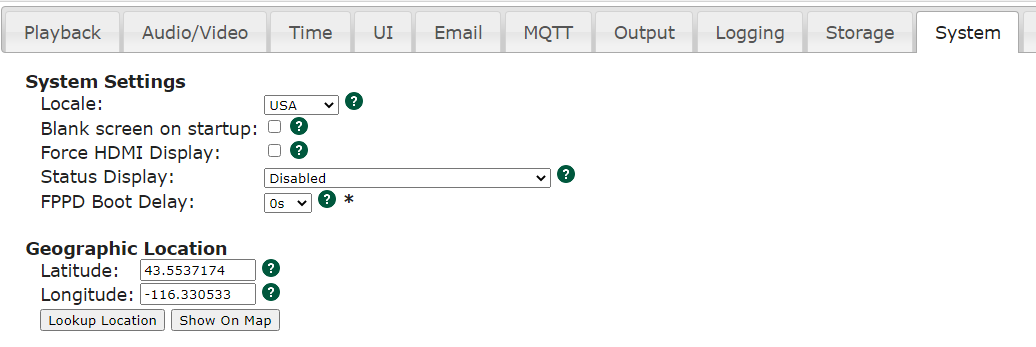 Playback Audio/Video Time UI Email MQTT Output Logging Storage System
System Settings
Locale: USA ?
Blank screen on startup: ?
Force HDMI Display: ?
Status Display: Disabled ?
FPPD Boot Delay: 0s ? *
Geographic Location
Latitude: 43.5537174 ?
Longitude: -116.330533 ?
Lookup Location Show On Map